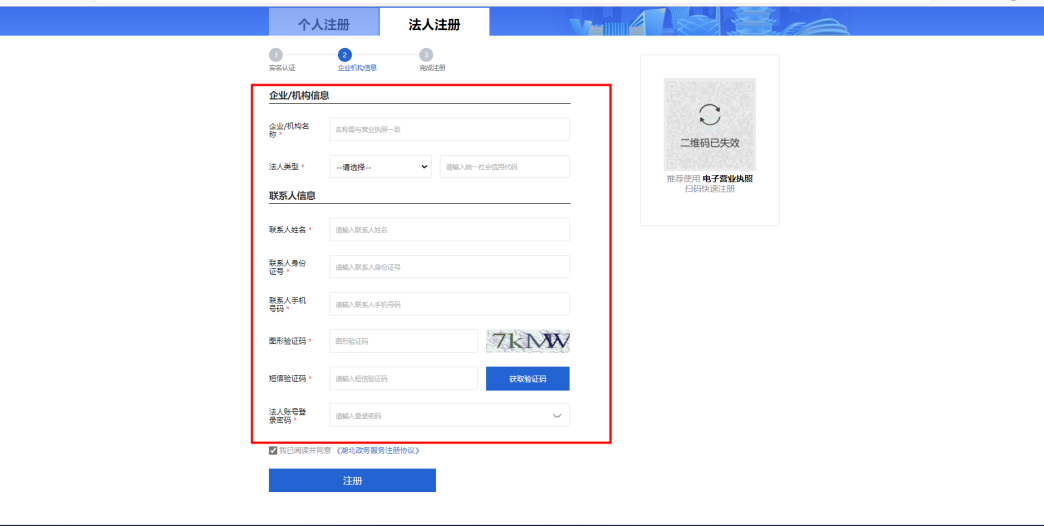 个人注册
法人注册
1
2
3
实名认证
企业机构信息
完成注册
企业/机构信息
企业/机构名
称 *
名称需与营业执照一致
法人类型 *
--请选择--
请输入统一社会信用代码
联系人信息
联系人姓名 *
请输入联系人姓名
联系人身份
证号 *
请输入联系人身份证号
联系人手机
号码 *
请输入联系人手机号码
图形验证码 *
图形验证码
7kMW
短信验证码 *
请输入短信验证码
获取验证码
法人账号登
录密码 *
请输入登录密码
我已阅读并同意 《湖北政务服务注册协议》
注册
二维码已失效
推荐使用 电子营业执照
扫码快速注册